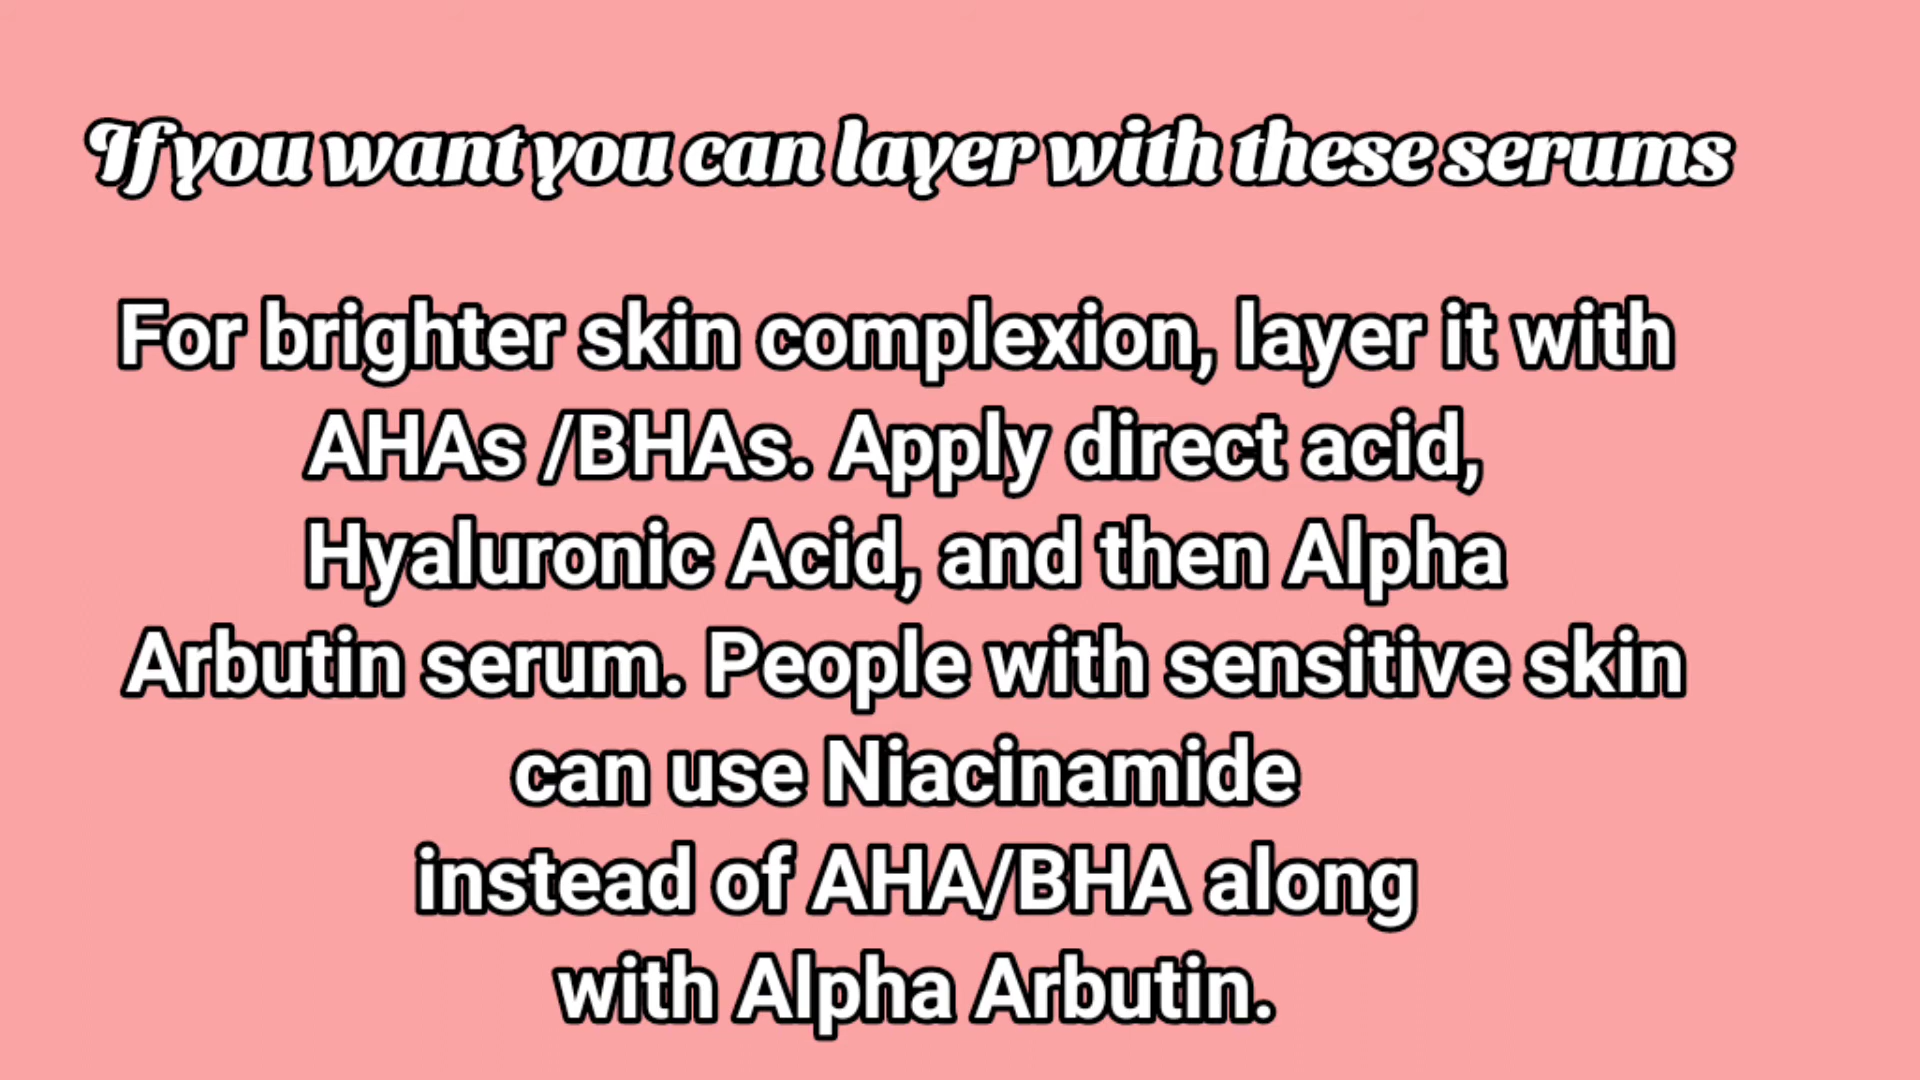 If you want you can layer with these serums
For brighter skin complexion, layer it with
AHAs /BHAs. Apply direct acid,
Hyaluronic Acid, and then Alpha
Arbutin serum. People with sensitive skin
can use Niacinamide
instead of AHA/BHA along
with Alpha Arbutin.